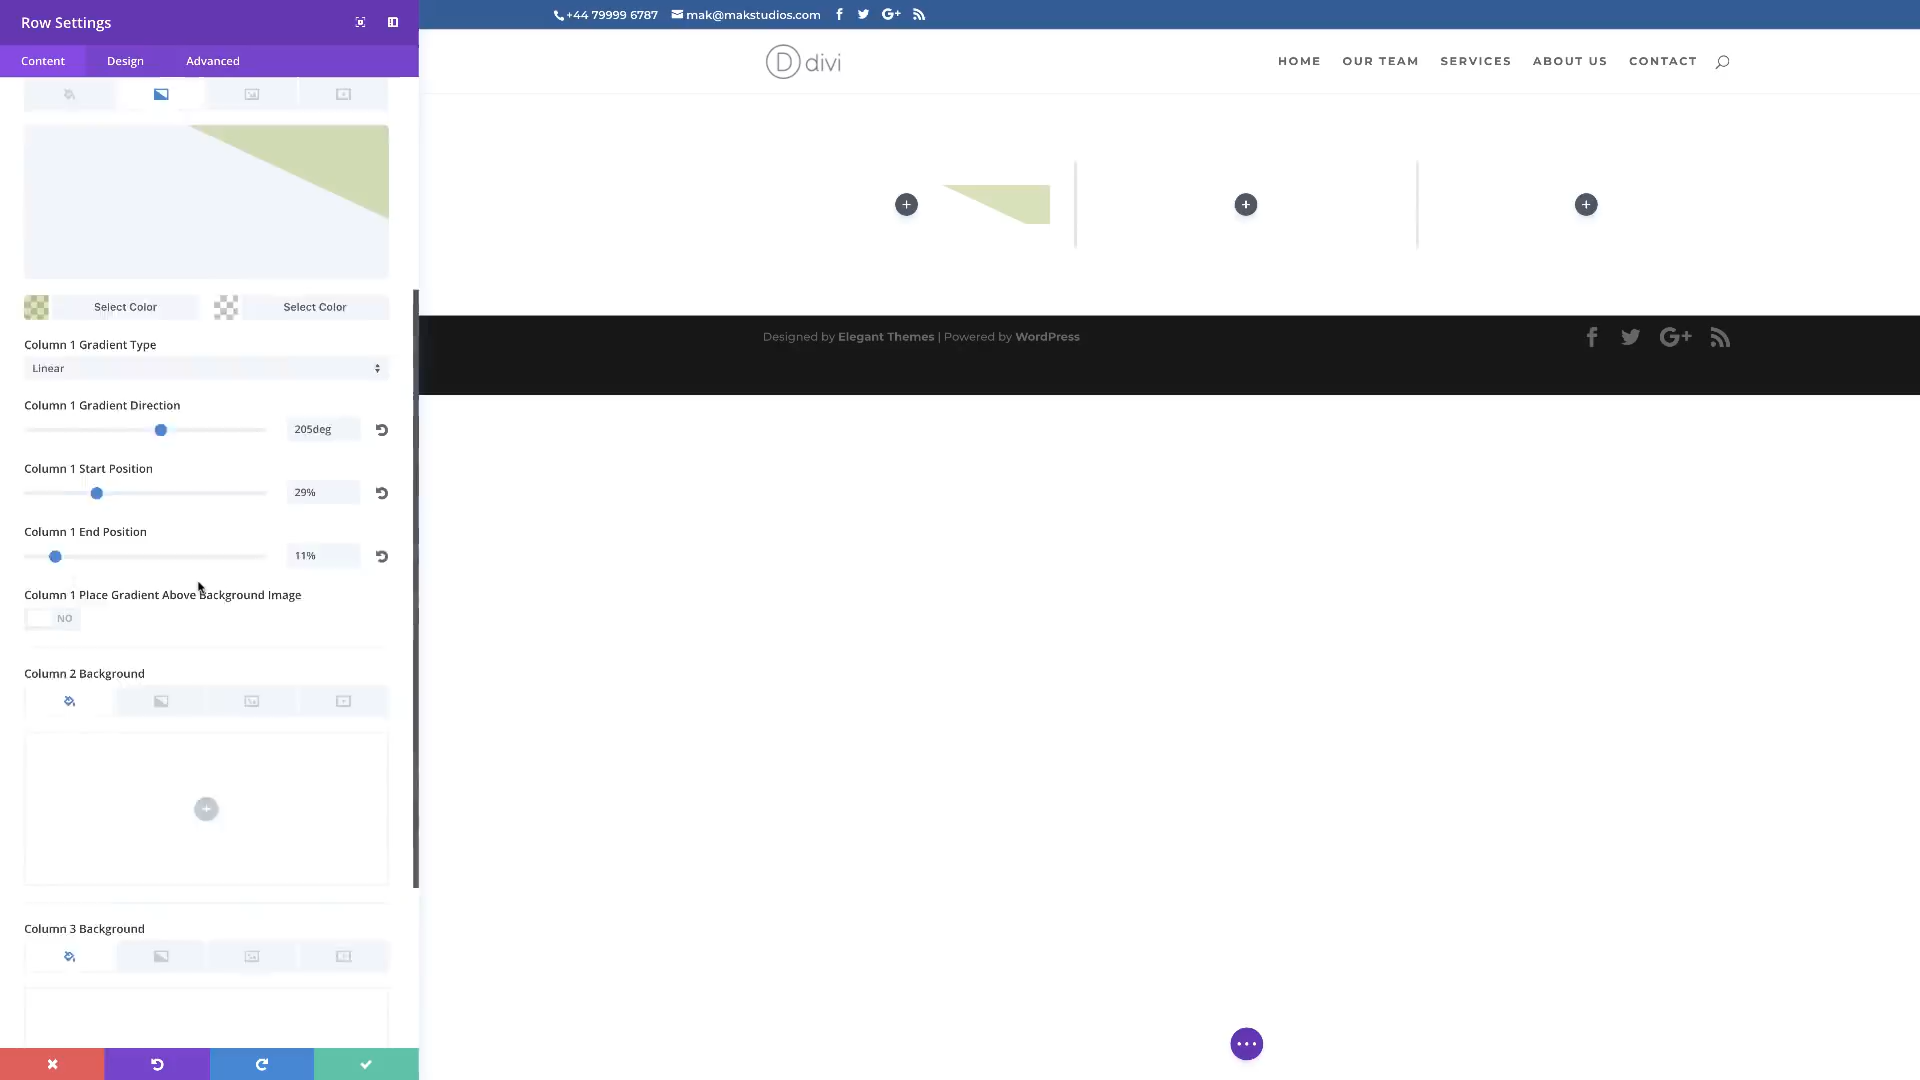 Row Settings
Content Design Advanced
Select Color Select Color
Column 1 Gradient Type
Linear
Column 1 Gradient Direction
205deg
Column 1 Start Position
29%
Column 1 End Position
11%
Column 1 Place Gradient Above Background Image
NO
Column 2 Background
Column 3 Background
+44 79999 6787 mak@makstudios.com
D divi
HOME OUR TEAM SERVICES ABOUT US CONTACT
Designed by Elegant Themes | Powered by WordPress